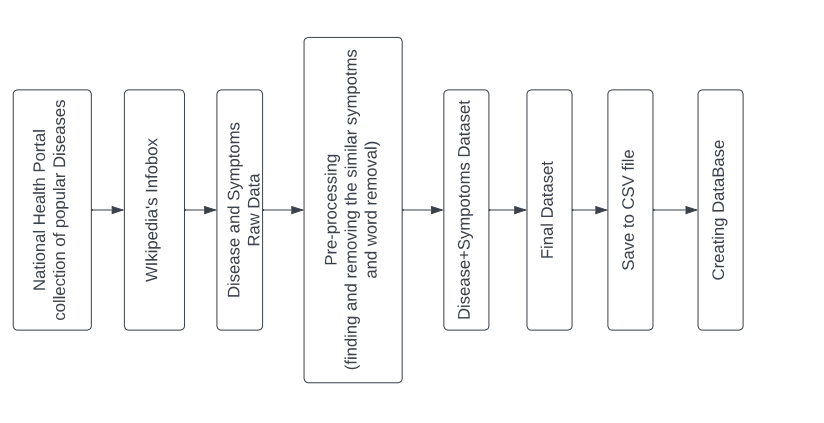 National Health Portal
collection of popular Diseases
WIkipedia's Infobox
Disease and Symptoms
Raw Data
Pre-processing
(finding and removing the similar sympotms
and word removal)
Disease+Sympotoms Dataset
Final Dataset
Save to CSV file
Creating DataBase